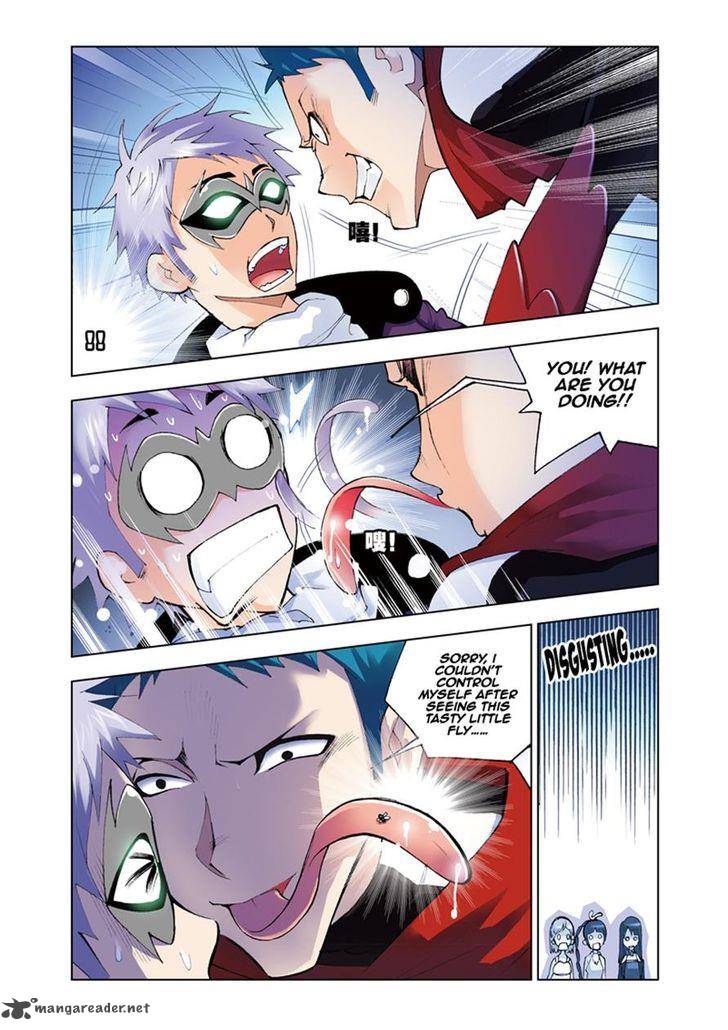 嘻!
!!
YOU! WHAT
ARE YOU
DOING!!
嗖!
SORRY, I
COULDN'T
CONTROL
MYSELF AFTER
SEEING THIS
TASTY LITTLE
FLY......
DISGUSTING.....
mangareader.net